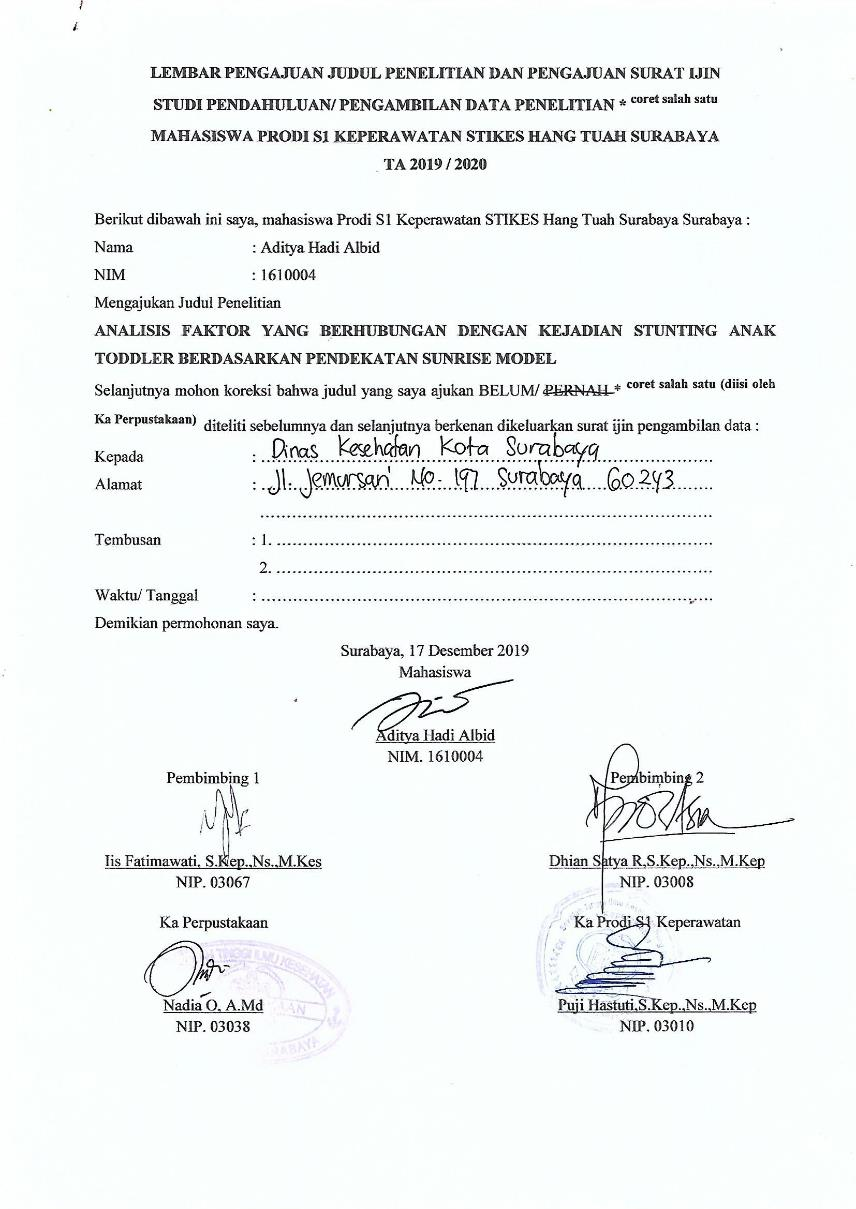 LEMBAR PENGAJUAN JUDUL PENELITIAN DAN PENGAJUAN SURAT IJIN
STUDI PENDAHULUAN/ PENGAMBILAN DATA PENELITIAN * coret salah satu
MAHASISWA PRODI S1 KEPERAWATAN STIKES HANG TUAH SURABAYA
TA 2019 / 2020
Berikut dibawah ini saya, mahasiswa Prodi S1 Keperawatan STIKES Hang Tuah Surabaya Surabaya :
Nama : Aditya Hadi Albid
NIM : 1610004
Mengajukan Judul Penelitian
ANALISIS FAKTOR YANG BERHUBUNGAN DENGAN KEJADIAN STUNTING ANAK
TODDLER BERDASARKAN PENDEKATAN SUNRISE MODEL
Selanjutnya mohon koreksi bahwa judul yang saya ajukan BELUM/ PERNAH * coret salah satu (diisi oleh
Ka Perpustakaan) diteliti sebelumnya dan selanjutnya berkenan dikeluarkan surat ijin pengambilan data :
Kepada : Dinas Kesehatan Kota Surabaya
Alamat : Jl. Jemursari No. 197 Surabaya 60243
Tembusan : 1.
2.
Waktu/ Tanggal :
Demikian permohonan saya.
Surabaya, 17 Desember 2019
Mahasiswa
Aditya Hadi Albid
NIM. 1610004
Pembimbing 1 Pembimbing 2
Iis Fatimawati, S.Kep.,Ns.,M.Kes Dhian Satya R,S.Kep.,Ns.,M.Kep
NIP. 03067 NIP. 03008
Ka Perpustakaan Ka Prodi S1 Keperawatan
Nadia O, A.Md Puji Hastuti,S.Kep.,Ns.,M.Kep
NIP. 03038 NIP. 03010